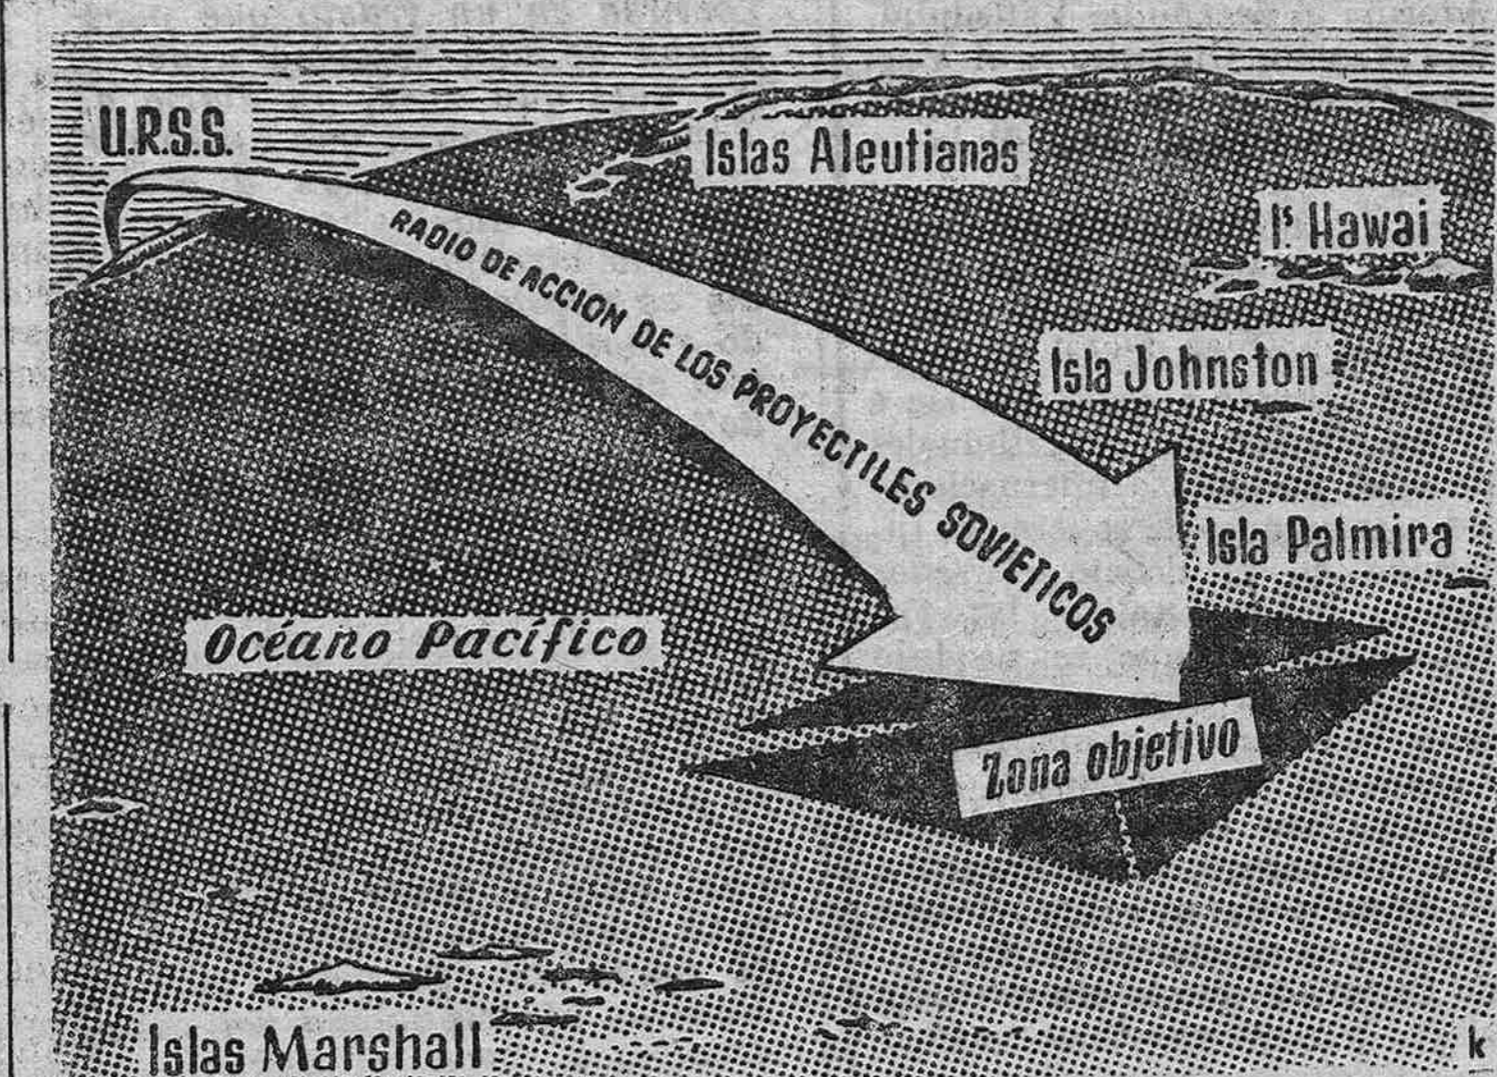 U.R.S.S.
Islas Aleutianas
Iˢ. Hawai
RADIO DE ACCION DE LOS PROYECTILES SOVIETICOS
Isla Johnston
Isla Palmira
Océano Pacífico
Zona objetivo
Islas Marshall
k